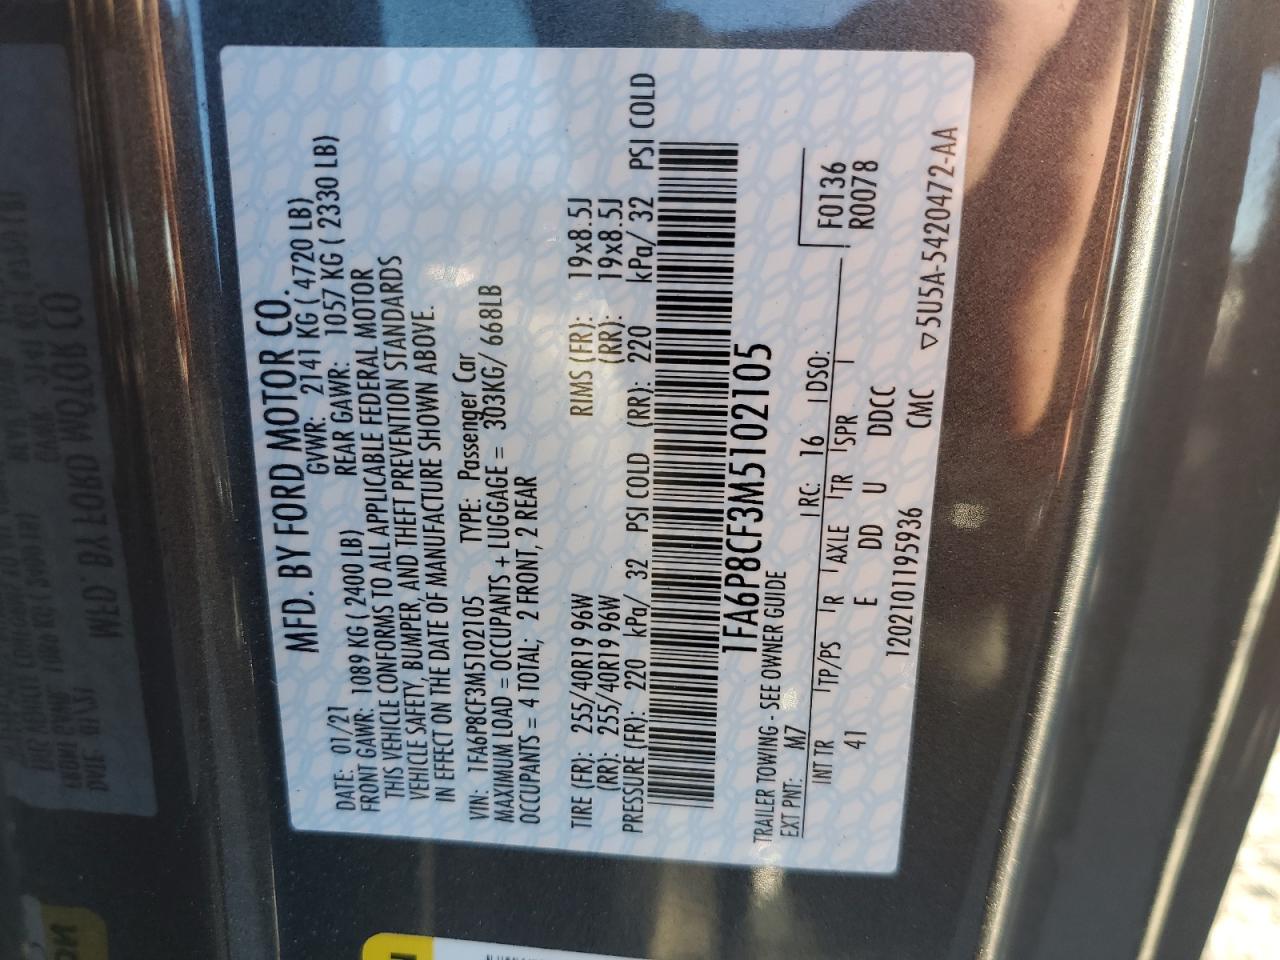 MFD. BY FORD MOTOR CO.
DATE: 01/21 GVWR: 2141 KG ( 4720 LB)
FRONT GAWR: 1089 KG ( 2400 LB) REAR GAWR: 1057 KG ( 2330 LB)
THIS VEHICLE CONFORMS TO ALL APPLICABLE FEDERAL MOTOR
VEHICLE SAFETY, BUMPER, AND THEFT PREVENTION STANDARDS
IN EFFECT ON THE DATE OF MANUFACTURE SHOWN ABOVE.
VIN: 1FA6P8CF3M5102105 TYPE: Passenger Car
MAXIMUM LOAD = OCCUPANTS + LUGGAGE = 303KG/ 668LB
OCCUPANTS = 4 TOTAL; 2 FRONT, 2 REAR
TIRE (FR): 255/40R19 96W RIMS (FR): 19x8.5J
(RR): 255/40R19 96W (RR): 19x8.5J
PRESSURE (FR): 220 kPa/ 32 PSI COLD (RR): 220 kPa/ 32 PSI COLD
1FA6P8CF3M5102105
TRAILER TOWING - SEE OWNER GUIDE
EXT PNT: M7 RC: 16 DSO:
F0136
R0078
INT TR TP/PS R AXLE TR SPR
41 E DD U DDCC
12021011195936 CMC ▽5U5A-5420472-AA